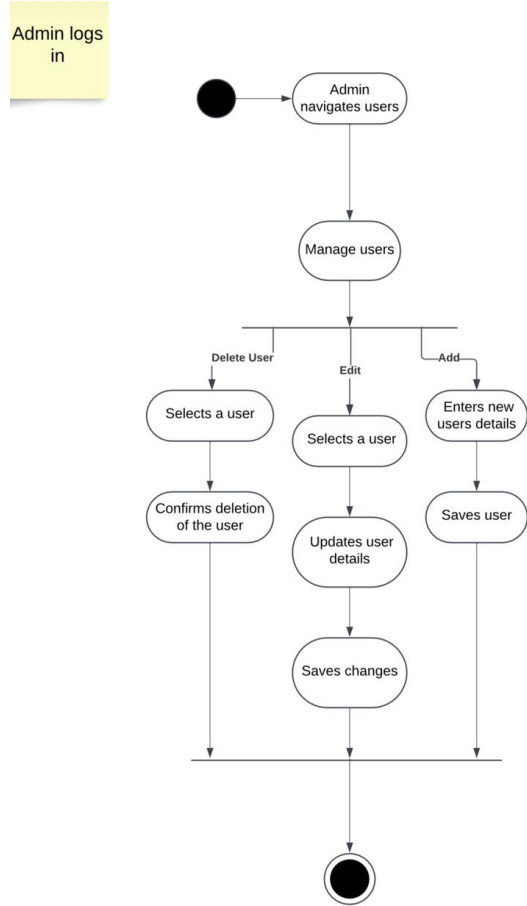 Admin logs
in
Admin
navigates users
Manage users
Delete User
Edit
Add
Selects a user
Selects a user
Enters new
users details
Confirms deletion
of the user
Updates user
details
Saves user
Saves changes